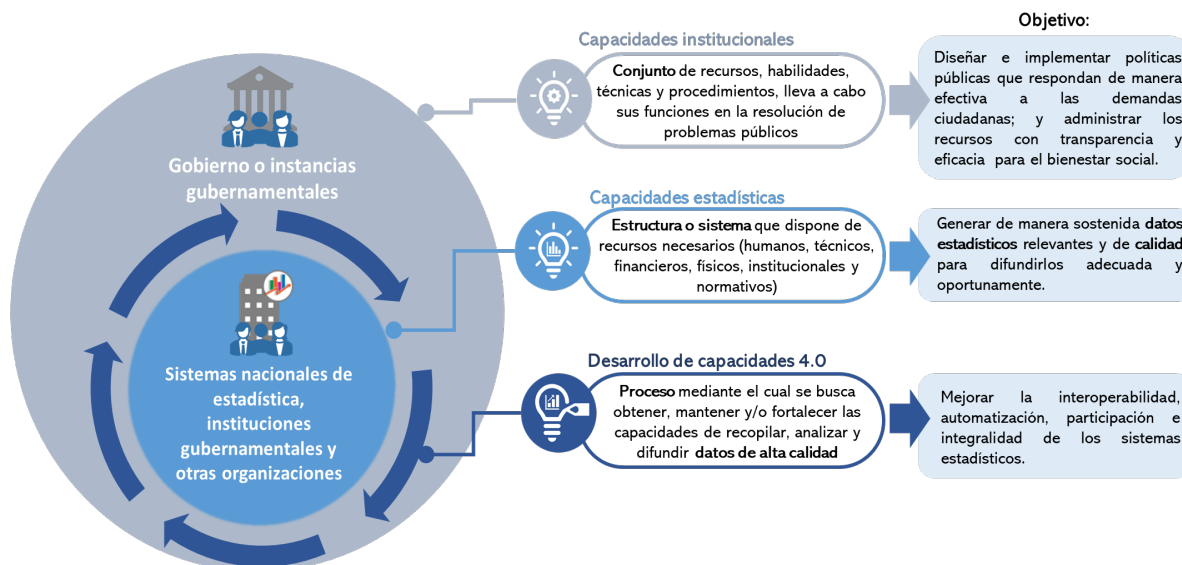 Gobierno o instancias
gubernamentales
Sistemas nacionales de
estadística,
instituciones
gubernamentales y
otras organizaciones
Capacidades institucionales
Conjunto de recursos, habilidades,
técnicas y procedimientos, lleva a cabo
sus funciones en la resolución de
problemas públicos
Objetivo:
Diseñar e implementar políticas
públicas que respondan de manera
efectiva a las demandas
ciudadanas; y administrar los
recursos con transparencia y
eficacia para el bienestar social.
Capacidades estadísticas
Estructura o sistema que dispone de
recursos necesarios (humanos, técnicos,
financieros, físicos, institucionales y
normativos)
Generar de manera sostenida datos
estadísticos relevantes y de calidad
para difundirlos adecuada y
oportunamente.
Desarrollo de capacidades 4.0
Proceso mediante el cual se busca
obtener, mantener y/o fortalecer las
capacidades de recopilar, analizar y
difundir datos de alta calidad
Mejorar la interoperabilidad,
automatización, participación e
integralidad de los sistemas
estadísticos.